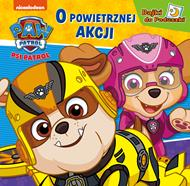 nickelodeon
PAW
PATROL
PSI PATROL
O POWIETRZNEJ
AKCJI
Bajki
do Poduszki